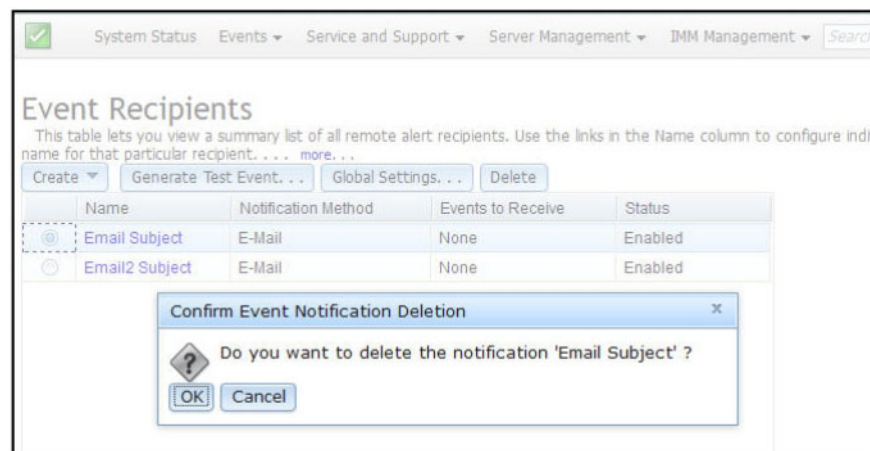 System Status Events Service and Support Server Management IMM Management Search
Event Recipients
This table lets you view a summary list of all remote alert recipients. Use the links in the Name column to configure indi
name for that particular recipient. . . . more. . .
Create Generate Test Event. . . Global Settings. . . Delete
Name Notification Method Events to Receive Status
Email Subject E-Mail None Enabled
Email2 Subject E-Mail None Enabled
Confirm Event Notification Deletion x
Do you want to delete the notification 'Email Subject' ?
OK Cancel